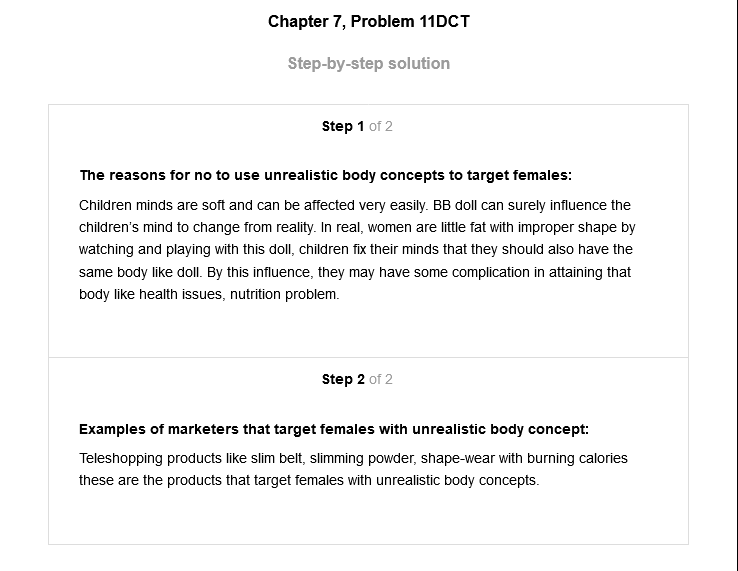 Chapter 7, Problem 11DCT
Step-by-step solution
Step 1 of 2
The reasons for no to use unrealistic body concepts to target females:
Children minds are soft and can be affected very easily. BB doll can surely influence the
children's mind to change from reality. In real, women are little fat with improper shape by
watching and playing with this doll, children fix their minds that they should also have the
same body like doll. By this influence, they may have some complication in attaining that
body like health issues, nutrition problem.
Step 2 of 2
Examples of marketers that target females with unrealistic body concept:
Teleshopping products like slim belt, slimming powder, shape-wear with burning calories
these are the products that target females with unrealistic body concepts.